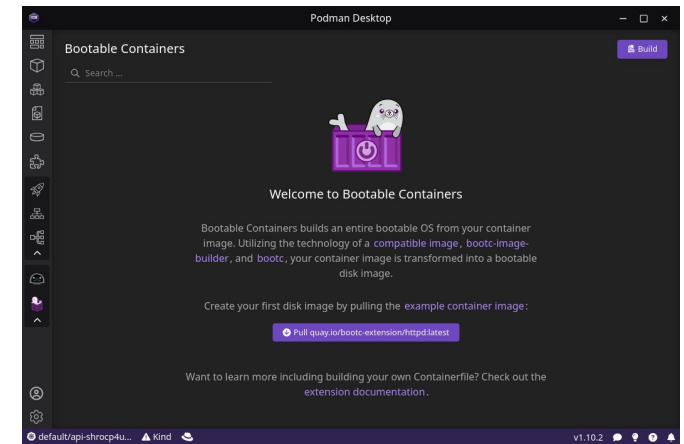 Podman Desktop
Bootable Containers
Build
Search ...
Welcome to Bootable Containers
Bootable Containers builds an entire bootable OS from your container
image. Utilizing the technology of a compatible image, bootc-image-
builder, and bootc, your container image is transformed into a bootable
disk image.
Create your first disk image by pulling the example container image:
Pull quay.io/bootc-extension/httpd:latest
Want to learn more including building your own Containerfile? Check out the
extension documentation.
default/api-shrocp4u... Kind v1.10.2